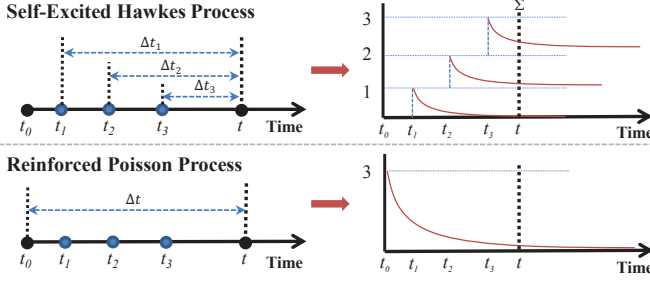 Self-Excited Hawkes Process
Δt₁
Δt₂
Δt₃
t₀ t₁ t₂ t₃ t Time
Σ
3
2
1
t₀ t₁ t₂ t₃ t Time
Reinforced Poisson Process
Δt
t₀ t₁ t₂ t₃ t Time
3
t₀ t₁ t₂ t₃ t Time